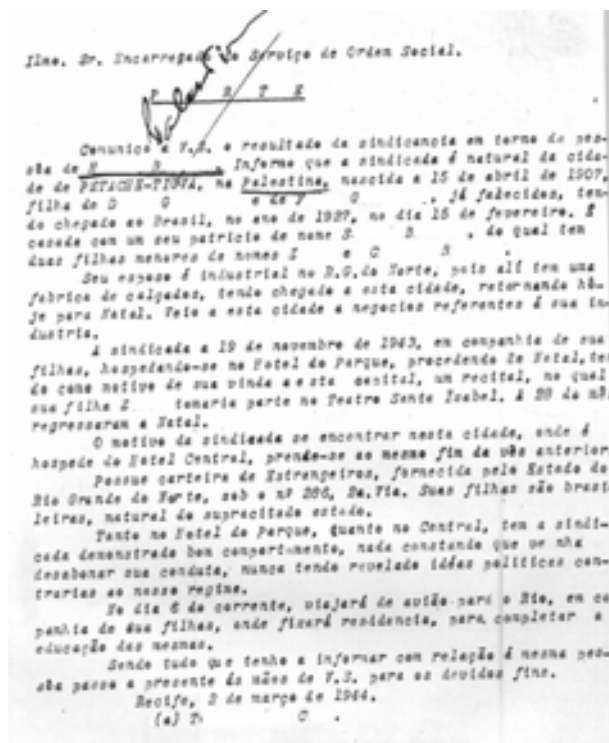 Ilmo. Sr. Encarregado do Serviço de Ordem Social.
P R T E
Comunico a V.S. o resultado da sindicancia em torno da pes-
sôa de R B . Informo que a sindicada é natural da cida-
de de PETACHE-TIQVA, na Palestina, nascida a 15 de abril de 1907,
filha de D G e de F G , já falecidos, ten-
do chegado ao Brasil, no ano de 1927, no dia 15 de fevereiro. É
casada com um seu patricio de nome S. B. , do qual tem
duas filhas menores de nomes Z e C B .
Seu esposo é industrial no R.G.do Norte, pois alí tem uma
fabrica de calçados, tendo chegado a esta cidade, retornando hô-
je para Natal. Veio a esta cidade a negocios referentes á sua in
dustria.
A sindicada a 19 de novembro de 1943, em companhia de sua
filhas, hospedando-se no Hotel do Parque, procedendo de Natal, ten
do como motivo de sua vinda a esta capital, um recital, no qual
sua filha tomaria parte no Teatro Santa Isabel. A 28 do mê
regressaram a Natal.
O motivo da sindicada se encontrar nesta cidade, onde é
hospede do Hotel Central, prende-se ao mesmo fim da vês anterior
Possue carteira de Estrangeiros, fornecida pelo Estado do
Rio Grande do Norte, sob o nº 286, 2a.Via. Suas filhas são brasi
leiras, natural do supracitado estado.
Tanto no Hotel do Parque, quanto no Central, tem a sindi-
cada demonstrado bom comportamento, nada constando que ve nha
desabonar sua conduta, nunca tendo revelado idéas politicas con-
trarias ao nosso regime.
No dia 6 do corrente, viajará de avião para o Rio, em co
panhia de sua filhas, onde ficará residencia, para completar a
educação das mesmas.
Sendo tudo que tenho a informar com relação á mesma pes-
sôa passo a presente ás mãos de V.S. para os devidos fins.
Recife, 2 de março de 1944.
(a) C .